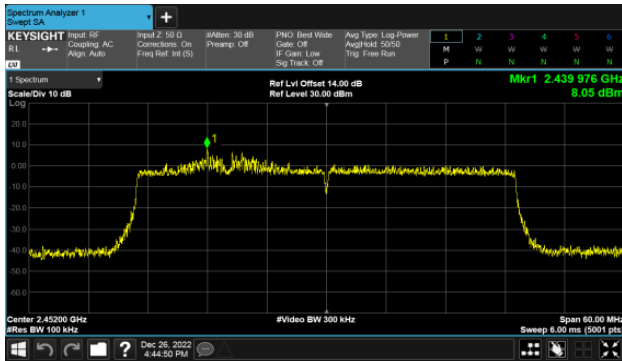 Spectrum Analyzer 1
Swept SA
+
KEYSIGHT
Input: RF
Input Z: 50 Ω
#Atten: 30 dB
PNO: Best Wide
Avg Type: Log-Power
1 2 3 4 5 6
RL
Coupling: AC
Corrections: On
Preamp: Off
Gate: Off
Avg|Hold: 50/50
M W W W W W
Align: Auto
Freq Ref: Int (S)
IF Gain: Low
Trig: Free Run
P N N N N N
LXI
Sig Track: Off
1 Spectrum
Ref Lvl Offset 14.00 dB
Mkr1 2.439 976 GHz
Scale/Div 10 dB
Ref Level 30.00 dBm
8.05 dBm
Log
1
20.0
10.0
0.00
-10.0
-20.0
-30.0
-40.0
-50.0
-60.0
Center 2.45200 GHz
#Video BW 300 kHz
Span 60.00 MHz
#Res BW 100 kHz
Sweep 6.00 ms (5001 pts)
?
Dec 26, 2022
4:44:50 PM